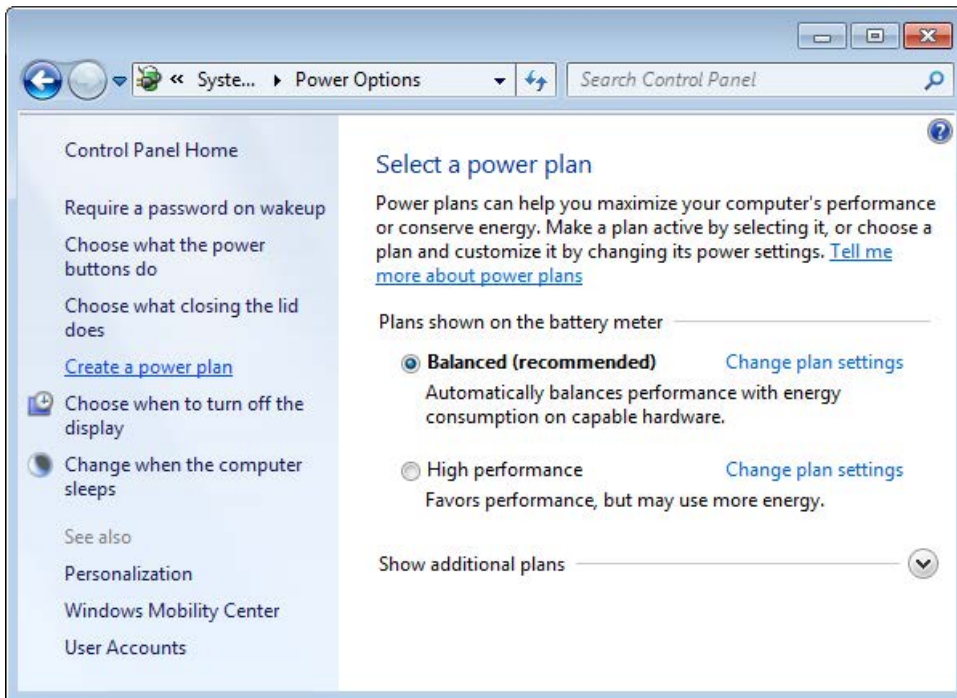 « Syste... ▸ Power Options
Search Control Panel
Control Panel Home
Require a password on wakeup
Choose what the power
buttons do
Choose what closing the lid
does
Create a power plan
Choose when to turn off the
display
Change when the computer
sleeps
See also
Personalization
Windows Mobility Center
User Accounts
Select a power plan
Power plans can help you maximize your computer's performance
or conserve energy. Make a plan active by selecting it, or choose a
plan and customize it by changing its power settings. Tell me
more about power plans
Plans shown on the battery meter
Balanced (recommended) Change plan settings
Automatically balances performance with energy
consumption on capable hardware.
High performance Change plan settings
Favors performance, but may use more energy.
Show additional plans